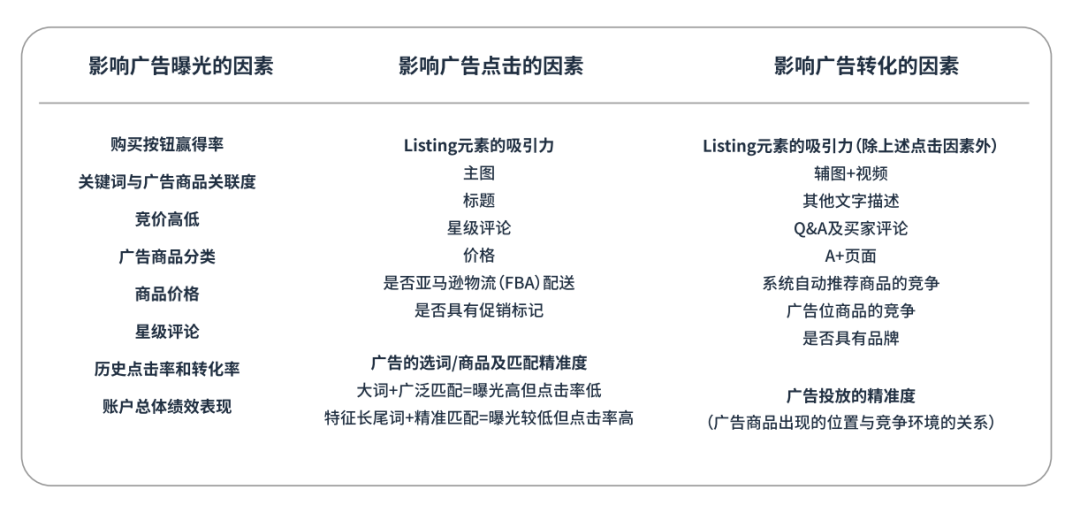 影响广告曝光的因素
购买按钮赢得率
关键词与广告商品关联度
竞价高低
广告商品分类
商品价格
星级评论
历史点击率和转化率
账户总体绩效表现
影响广告点击的因素
Listing元素的吸引力
主图
标题
星级评论
价格
是否亚马逊物流(FBA)配送
是否具有促销标记
广告的选词/商品及匹配精准度
大词+广泛匹配=曝光高但点击率低
特征长尾词+精准匹配=曝光较低但点击率高
影响广告转化的因素
Listing元素的吸引力(除上述点击因素外)
辅图+视频
其他文字描述
Q&A及买家评论
A+页面
系统自动推荐商品的竞争
广告位商品的竞争
是否具有品牌
广告投放的精准度
(广告商品出现的位置与竞争环境的关系)